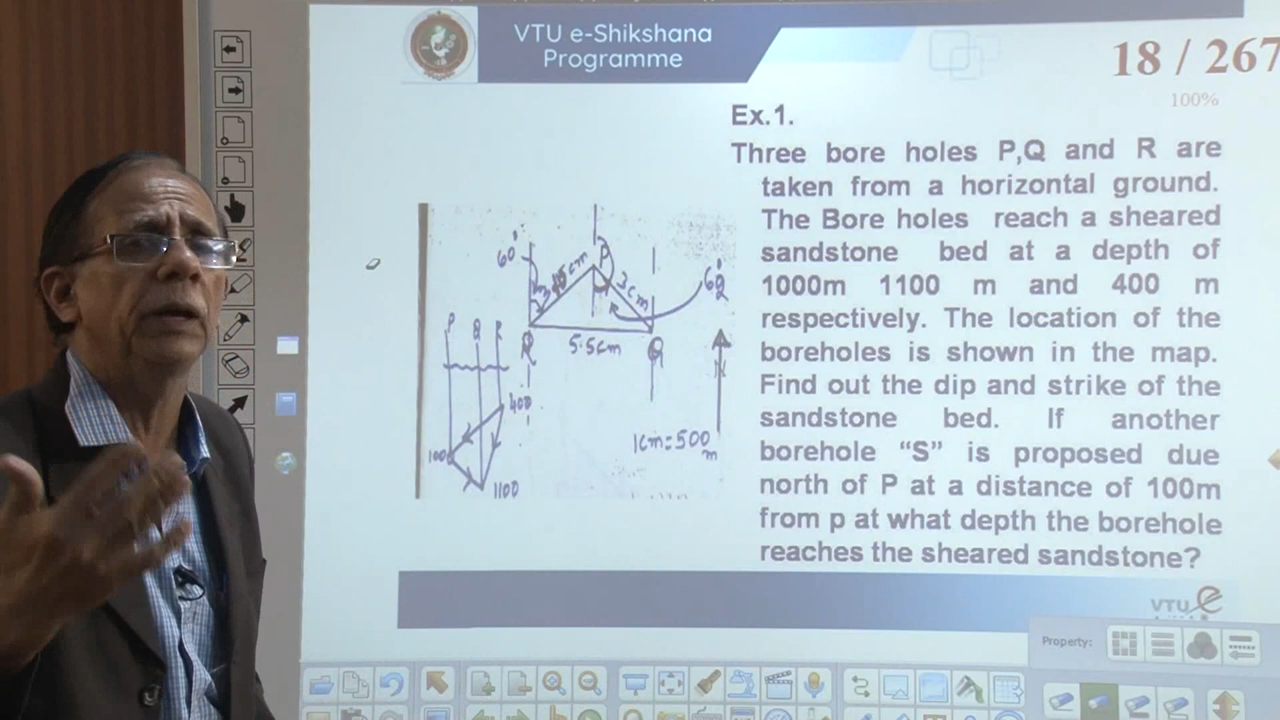 VTU e-Shikshana
Programme
18 / 267
100%
Ex.1.
Three bore holes P,Q and R are
taken from a horizontal ground.
The Bore holes reach a sheared
sandstone bed at a depth of
1000m 1100 m and 400 m
respectively. The location of the
boreholes is shown in the map.
Find out the dip and strike of the
sandstone bed. If another
borehole “S” is proposed due
north of P at a distance of 100m
from p at what depth the borehole
reaches the sheared sandstone?
60°
P
3cm
R
5.5cm
Q
N
1cm=500
m
P
R
400
1100
VTU e
Property: